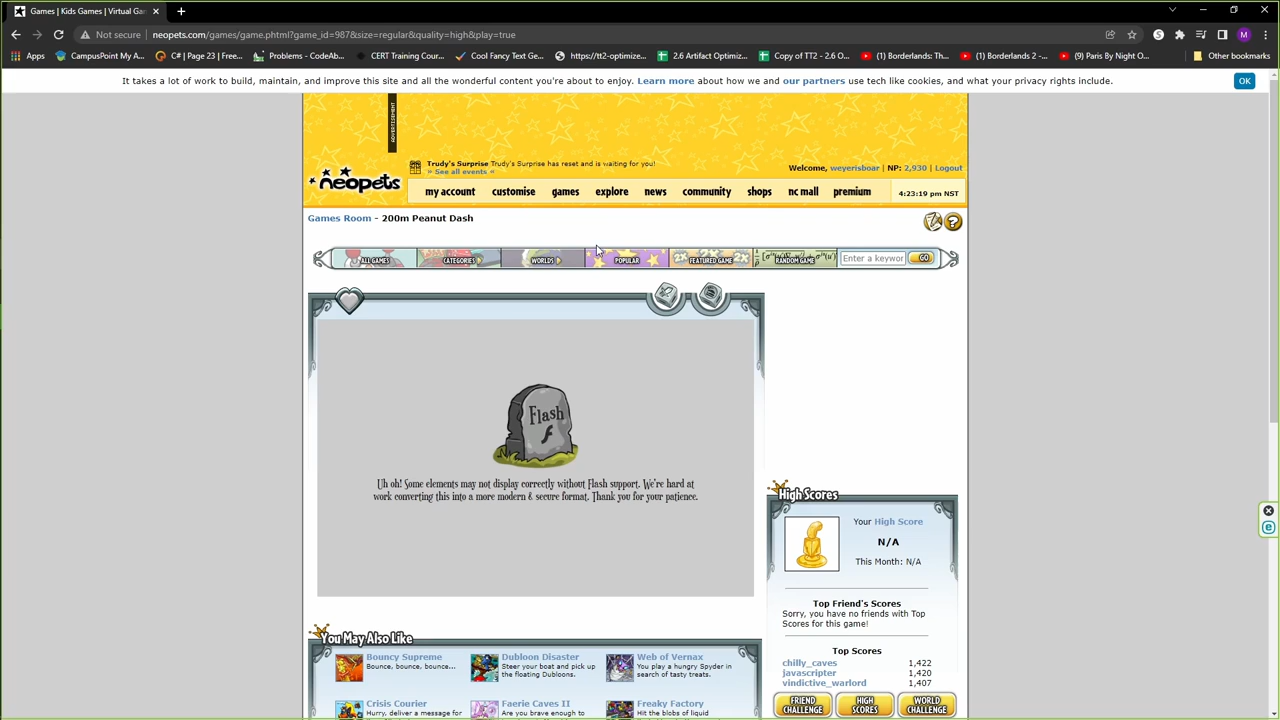 Games | Kids Games | Virtual Gam
Not secure | neopets.com/games/game.phtml?game_id=987&size=regular&quality=high&play=true
Apps CampusPoint My A... C# | Page 23 | Free... Problems - CodeAb... CERT Training Cour... Cool Fancy Text Gen... https://tt2-optimize... 2.6 Artifact Optimiz... Copy of TT2 - 2.6 O... (1) Borderlands: Th... (1) Borderlands 2 -... (9) Paris By Night O... Other bookmarks
It takes a lot of work to build, maintain, and improve this site and all the wonderful content you're about to enjoy. Learn more about how we and our partners use tech like cookies, and what your privacy rights include. OK
ADVERTISEMENT
Trudy's Surprise Trudy's Surprise has reset and is waiting for you!
» See all events «
Welcome, weyerisboar | NP: 2,930 | Logout
neopets
my account customise games explore news community shops nc mall premium 4:23:19 pm NST
Games Room - 200m Peanut Dash
ALL GAMES CATEGORIES WORLDS POPULAR FEATURED GAME RANDOM GAME Enter a keywor GO
Flash
Uh oh! Some elements may not display correctly without Flash support. We're hard at
work converting this into a more modern & secure format. Thank you for your patience.
High Scores
Your High Score
N/A
This Month: N/A
Top Friend's Scores
Sorry, you have no friends with Top
Scores for this game!
Top Scores
chilly_caves 1,422
javascripter 1,420
vindictive_warlord 1,407
FRIEND CHALLENGE HIGH SCORES WORLD CHALLENGE
You May Also Like
Bouncy Supreme
Bounce, bounce, bounce...
Dubloon Disaster
Steer your boat and pick up
the floating Dubloons.
Web of Vernax
You play a hungry Spyder in
search of tasty treats.
Crisis Courier
Hurry, deliver a message for
Faerie Caves II
Are you brave enough to
Freaky Factory
Hit the blobs of liquid